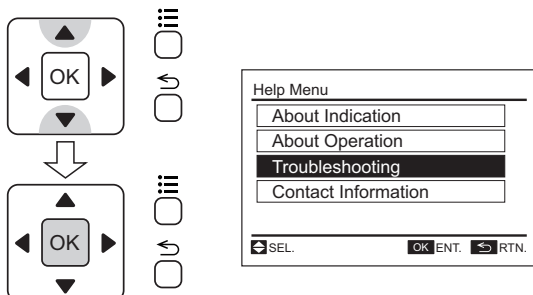 OK
OK
Help Menu
About Indication
About Operation
Troubleshooting
Contact Information
SEL. OK ENT. RTN.